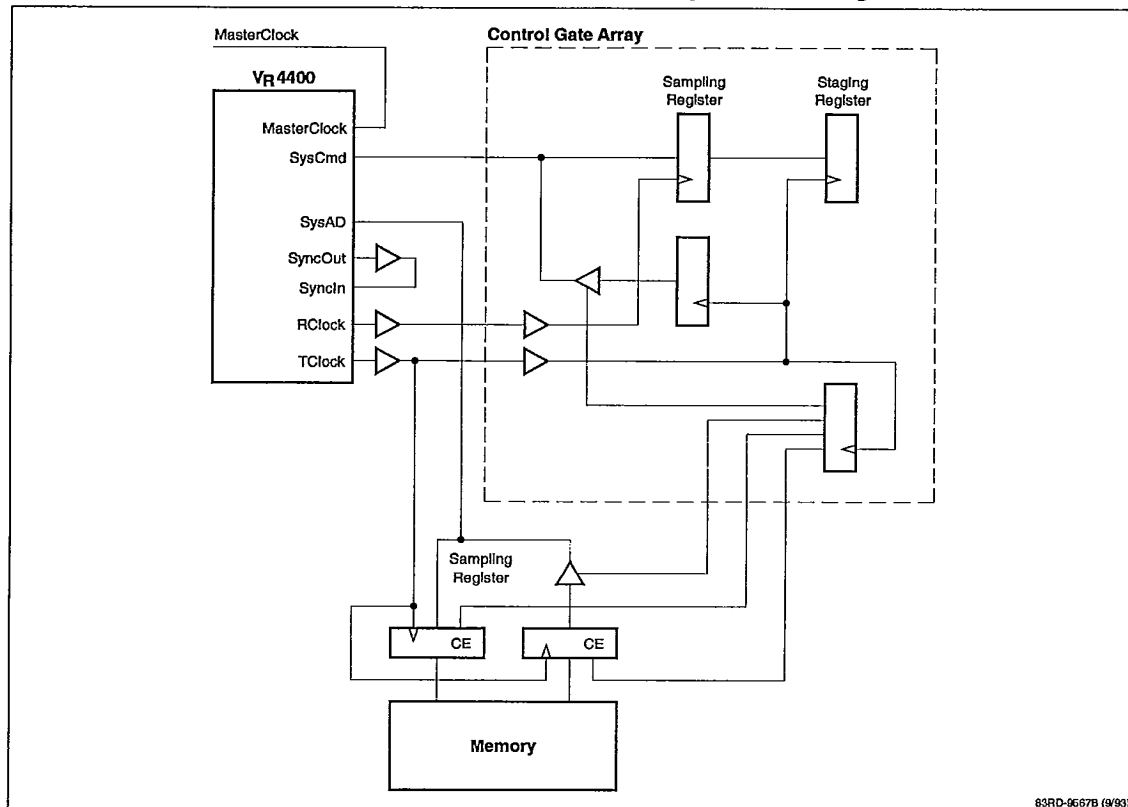 MasterClock
Control Gate Array
VR4400
Sampling
Register
Staging
Register
MasterClock
SysCmd
SysAD
SyncOut
SyncIn
RClock
TClock
Sampling
Register
CE
CE
Memory
83RD-9667B (9/93)